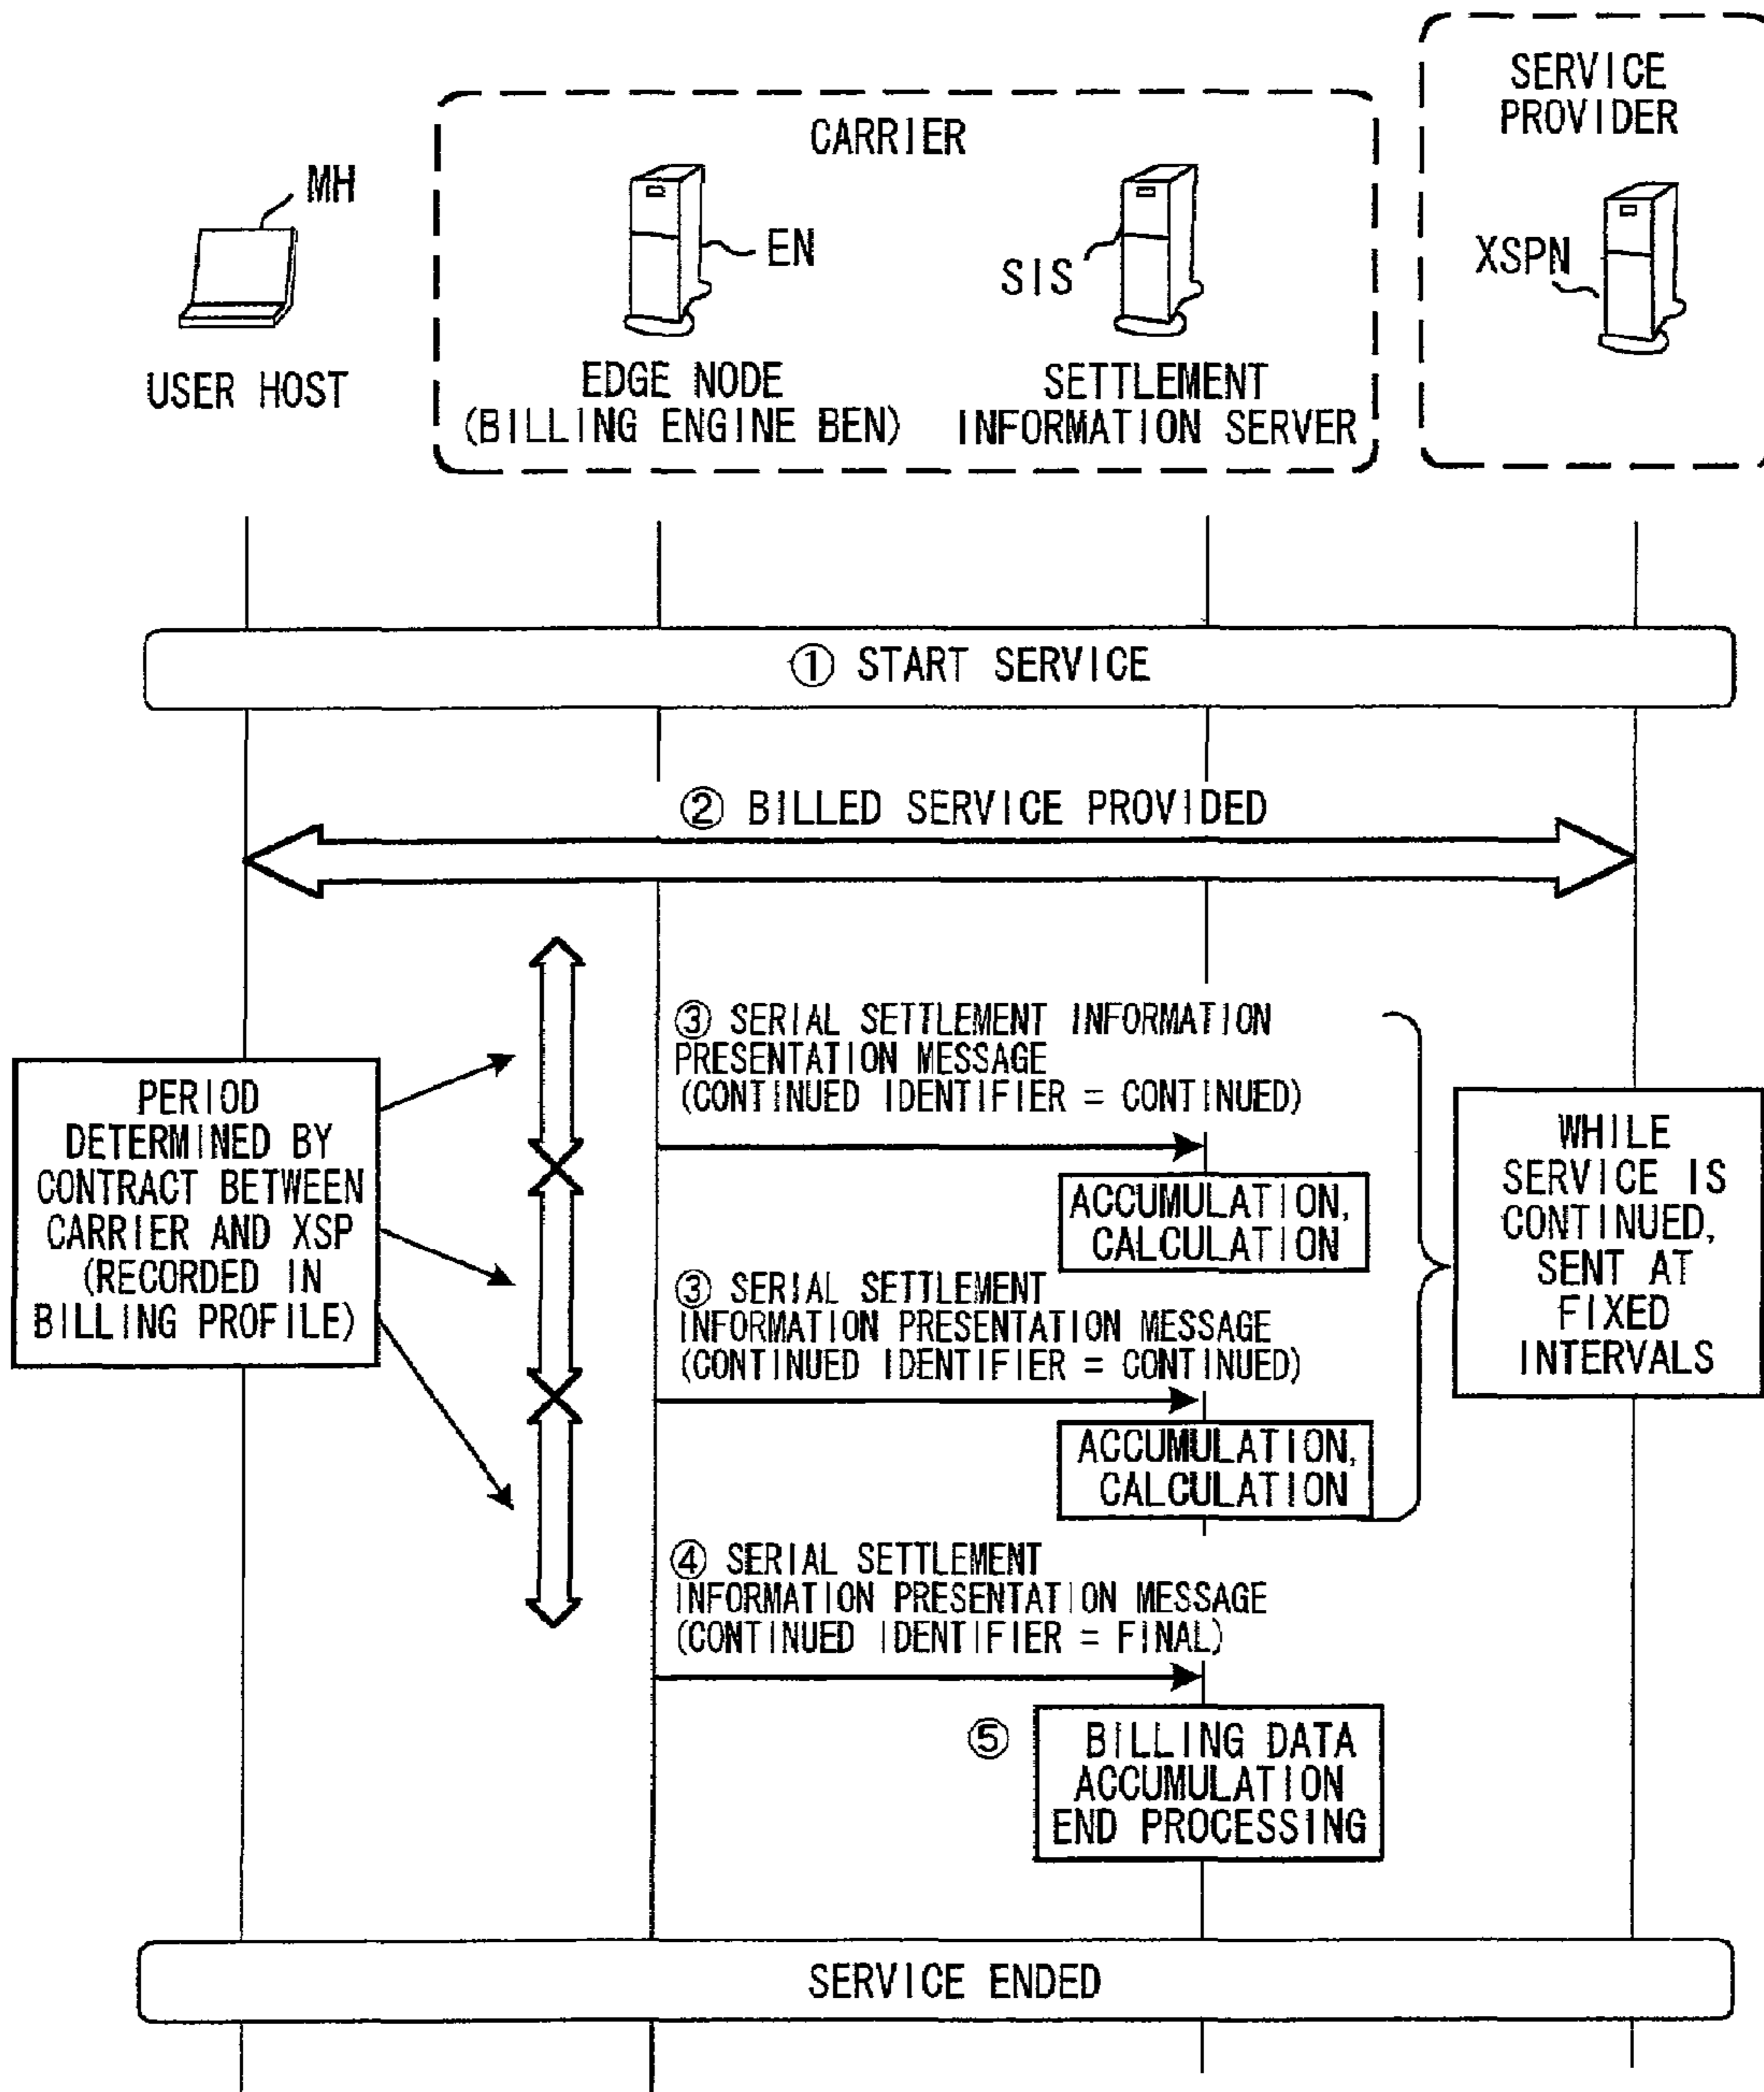 SERVICE
PROVIDER
CARRIER
MH
EN
SIS
XSPN
USER HOST
EDGE NODE
(BILLING ENGINE BEN)
SETTLEMENT
INFORMATION SERVER
① START SERVICE
② BILLED SERVICE PROVIDED
③ SERIAL SETTLEMENT INFORMATION
PRESENTATION MESSAGE
(CONTINUED IDENTIFIER = CONTINUED)
PERIOD
DETERMINED BY
CONTRACT BETWEEN
CARRIER AND XSP
(RECORDED IN
BILLING PROFILE)
ACCUMULATION,
CALCULATION
WHILE
SERVICE IS
CONTINUED,
SENT AT
FIXED
INTERVALS
③ SERIAL SETTLEMENT
INFORMATION PRESENTATION MESSAGE
(CONTINUED IDENTIFIER = CONTINUED)
ACCUMULATION,
CALCULATION
④ SERIAL SETTLEMENT
INFORMATION PRESENTATION MESSAGE
(CONTINUED IDENTIFIER = FINAL)
⑤ BILLING DATA
ACCUMULATION
END PROCESSING
SERVICE ENDED